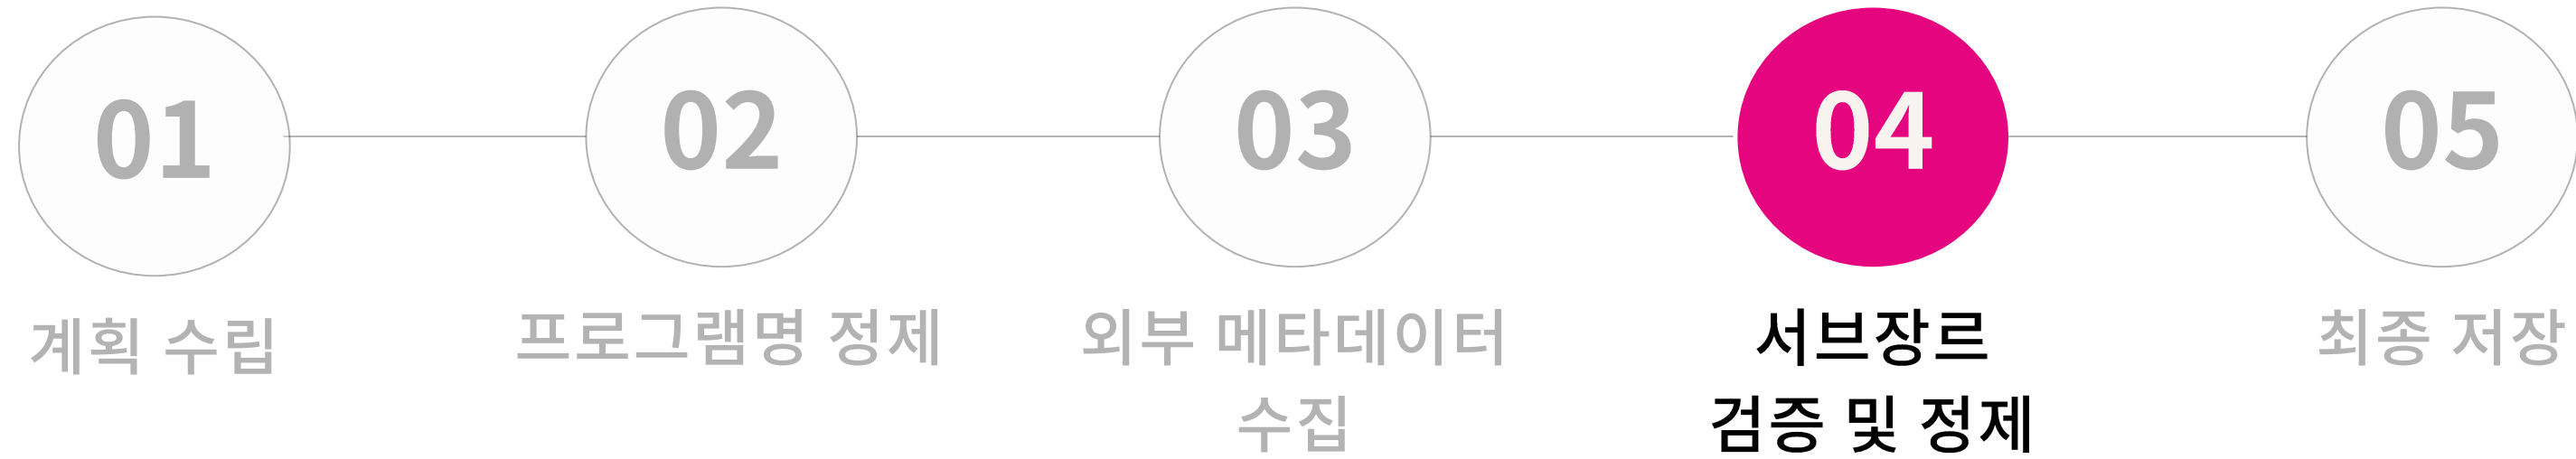 01
02
03
04
05
계획 수립
프로그램명 정제
외부 메타데이터
수집
서브장르
검증 및 정제
최종 저장